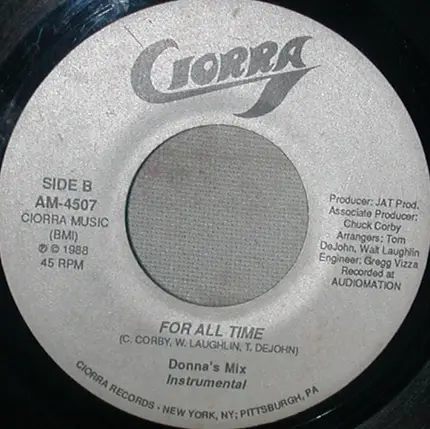 CIORRA
SIDE B
AM-4507
CIORRA MUSIC
(BMI)
℗ © 1988
45 RPM
Producer: JAT Prod.
Associate Producer:
Chuck Corby
Arrangers: Tom
DeJohn, Walt Laughlin
Engineer: Gregg Vizza
Recorded at
AUDIOMATION
FOR ALL TIME
(C. CORBY, W. LAUGHLIN, T. DEJOHN)
Donna's Mix
Instrumental
CIORRA RECORDS - NEW YORK, NY; PITTSBURGH, PA